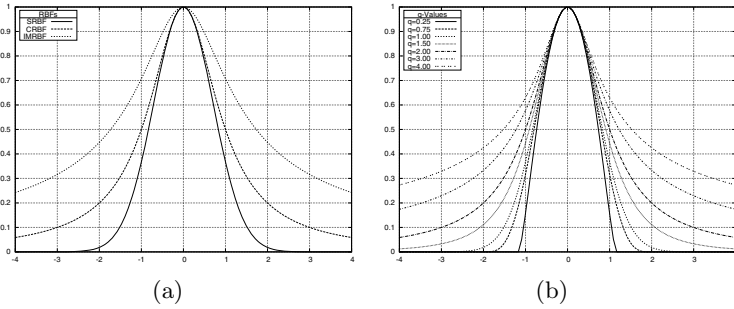 RBFs
SRBF
CRBF
IMRBF
1
0.9
0.8
0.7
0.6
0.5
0.4
0.3
0.2
0.1
0
-4 -3 -2 -1 0 1 2 3 4
(a)
q-Values
q=0.25
q=0.75
q=1.00
q=1.50
q=2.00
q=3.00
q=4.00
1
0.9
0.8
0.7
0.6
0.5
0.4
0.3
0.2
0.1
0
-4 -3 -2 -1 0 1 2 3
(b)